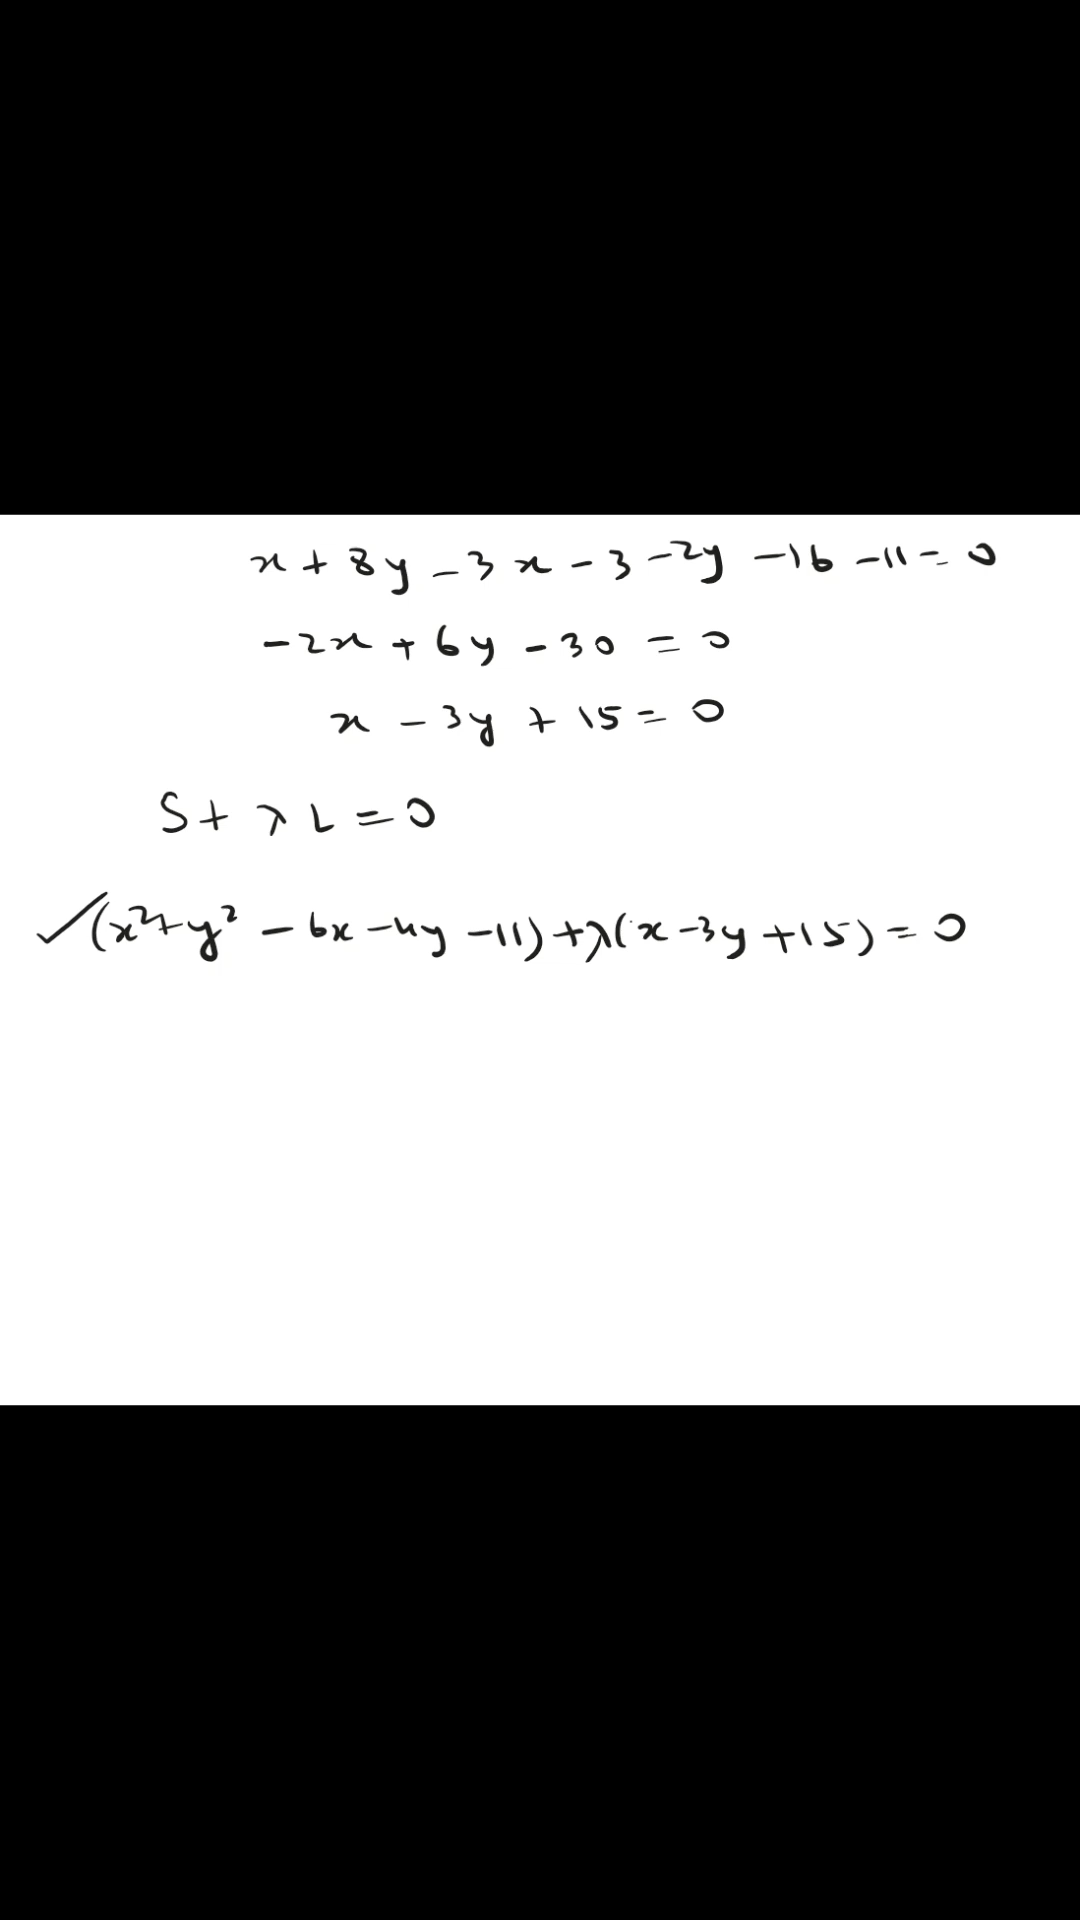 x + 8y - 3x - 3 - 2y - 16 - 11 = 0
-2x + 6y - 30 = 0
x - 3y + 15 = 0
S + λL = 0
✓(x² + y² - 6x - 4y - 11) + λ(x - 3y + 15) = 0